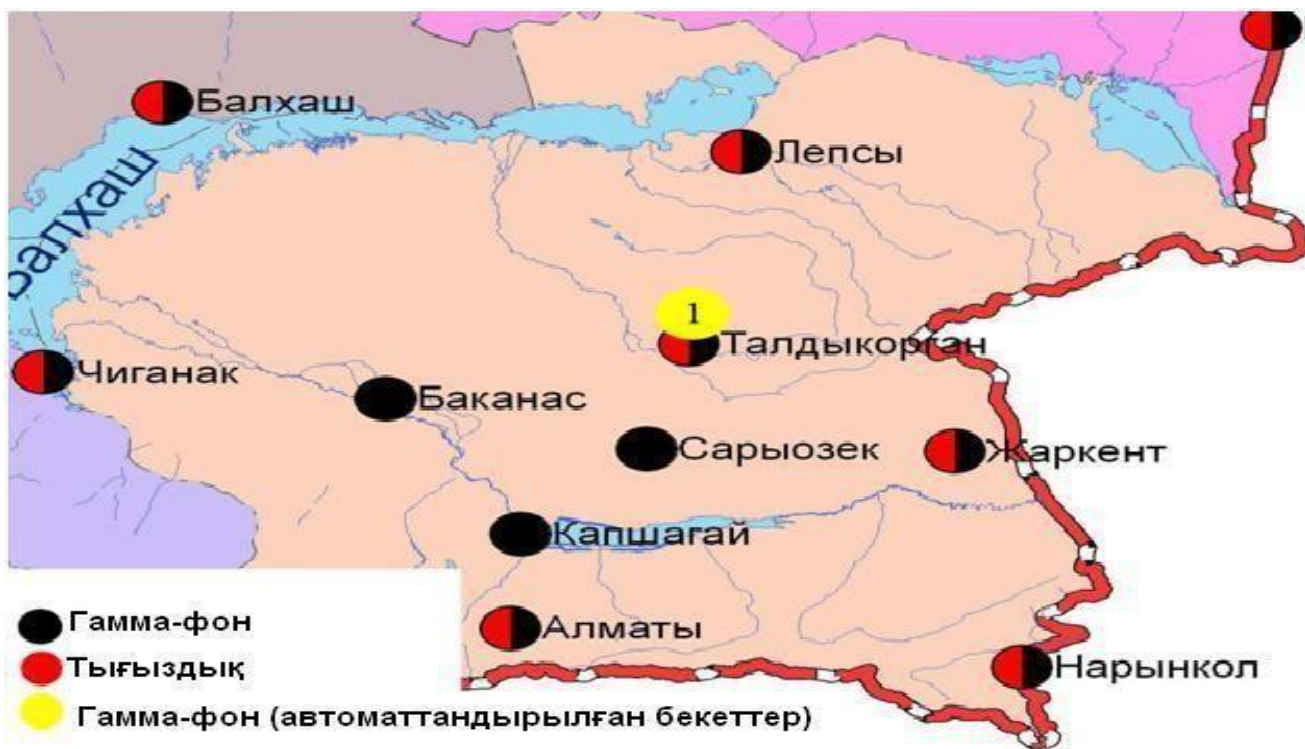 Балхаш
Лепсы
Балхаш
1
Талдыкорган
Чиганак
Баканас
Сарыозек
Жаркент
Капшагай
Алматы
Нарынкол
Гамма-фон
Тығыздық
Гамма-фон (автоматтандырылған бекеттер)